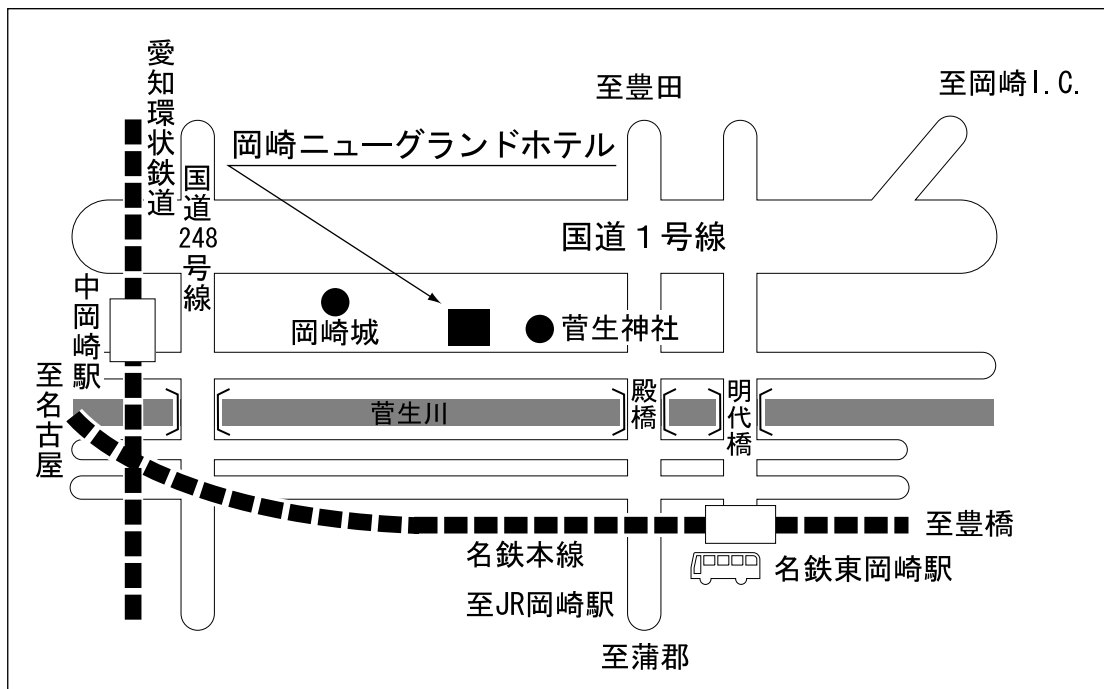 愛知環状鉄道
至豊田
至岡崎I.C.
岡崎ニューグランドホテル
国道248号線
国道1号線
中岡崎駅
岡崎城
菅生神社
至名古屋
菅生川
殿橋
明代橋
名鉄本線
至豊橋
名鉄東岡崎駅
至JR岡崎駅
至蒲郡